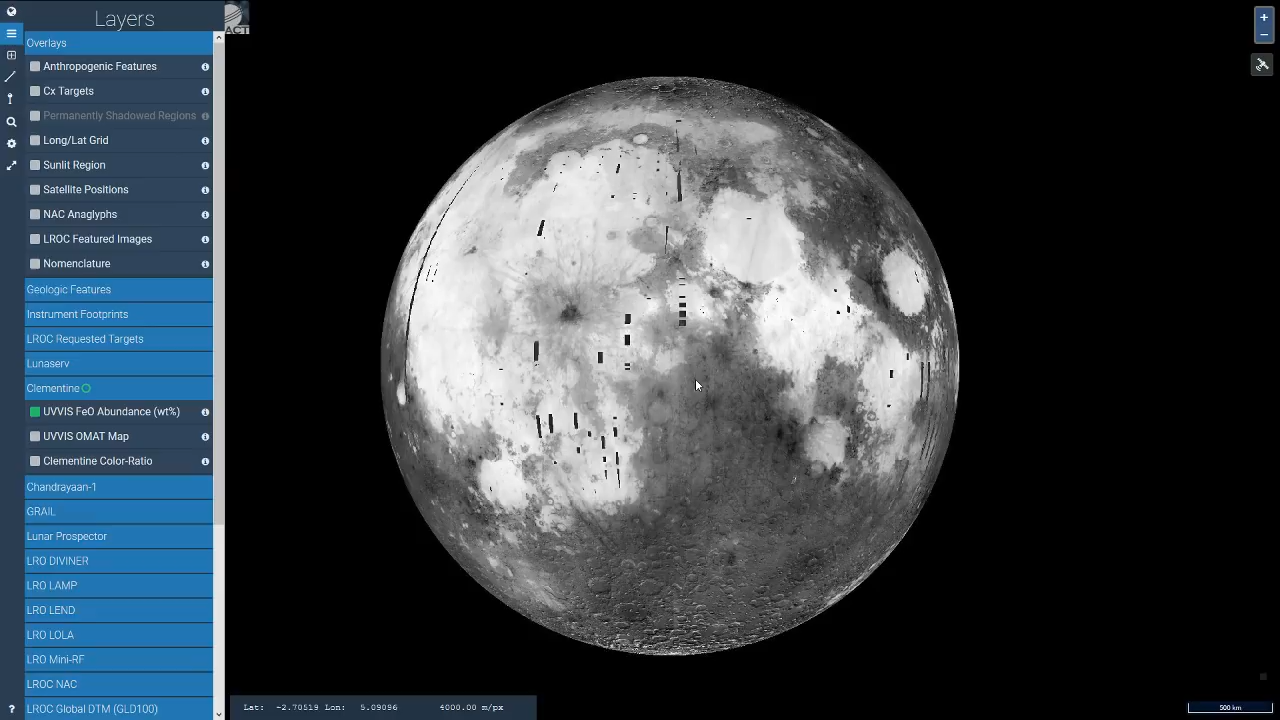 Layers
ACT
Overlays
Anthropogenic Features
Cx Targets
Permanently Shadowed Regions
Long/Lat Grid
Sunlit Region
Satellite Positions
NAC Anaglyphs
LROC Featured Images
Nomenclature
Geologic Features
Instrument Footprints
LROC Requested Targets
Lunaserv
Clementine
UVVIS FeO Abundance (wt%)
UVVIS OMAT Map
Clementine Color-Ratio
Chandrayaan-1
GRAIL
Lunar Prospector
LRO DIVINER
LRO LAMP
LRO LEND
LRO LOLA
LRO Mini-RF
LROC NAC
LROC Global DTM (GLD100)
Lat: -2.70519 Lon: 5.09096 4000.00 m/px
500 km